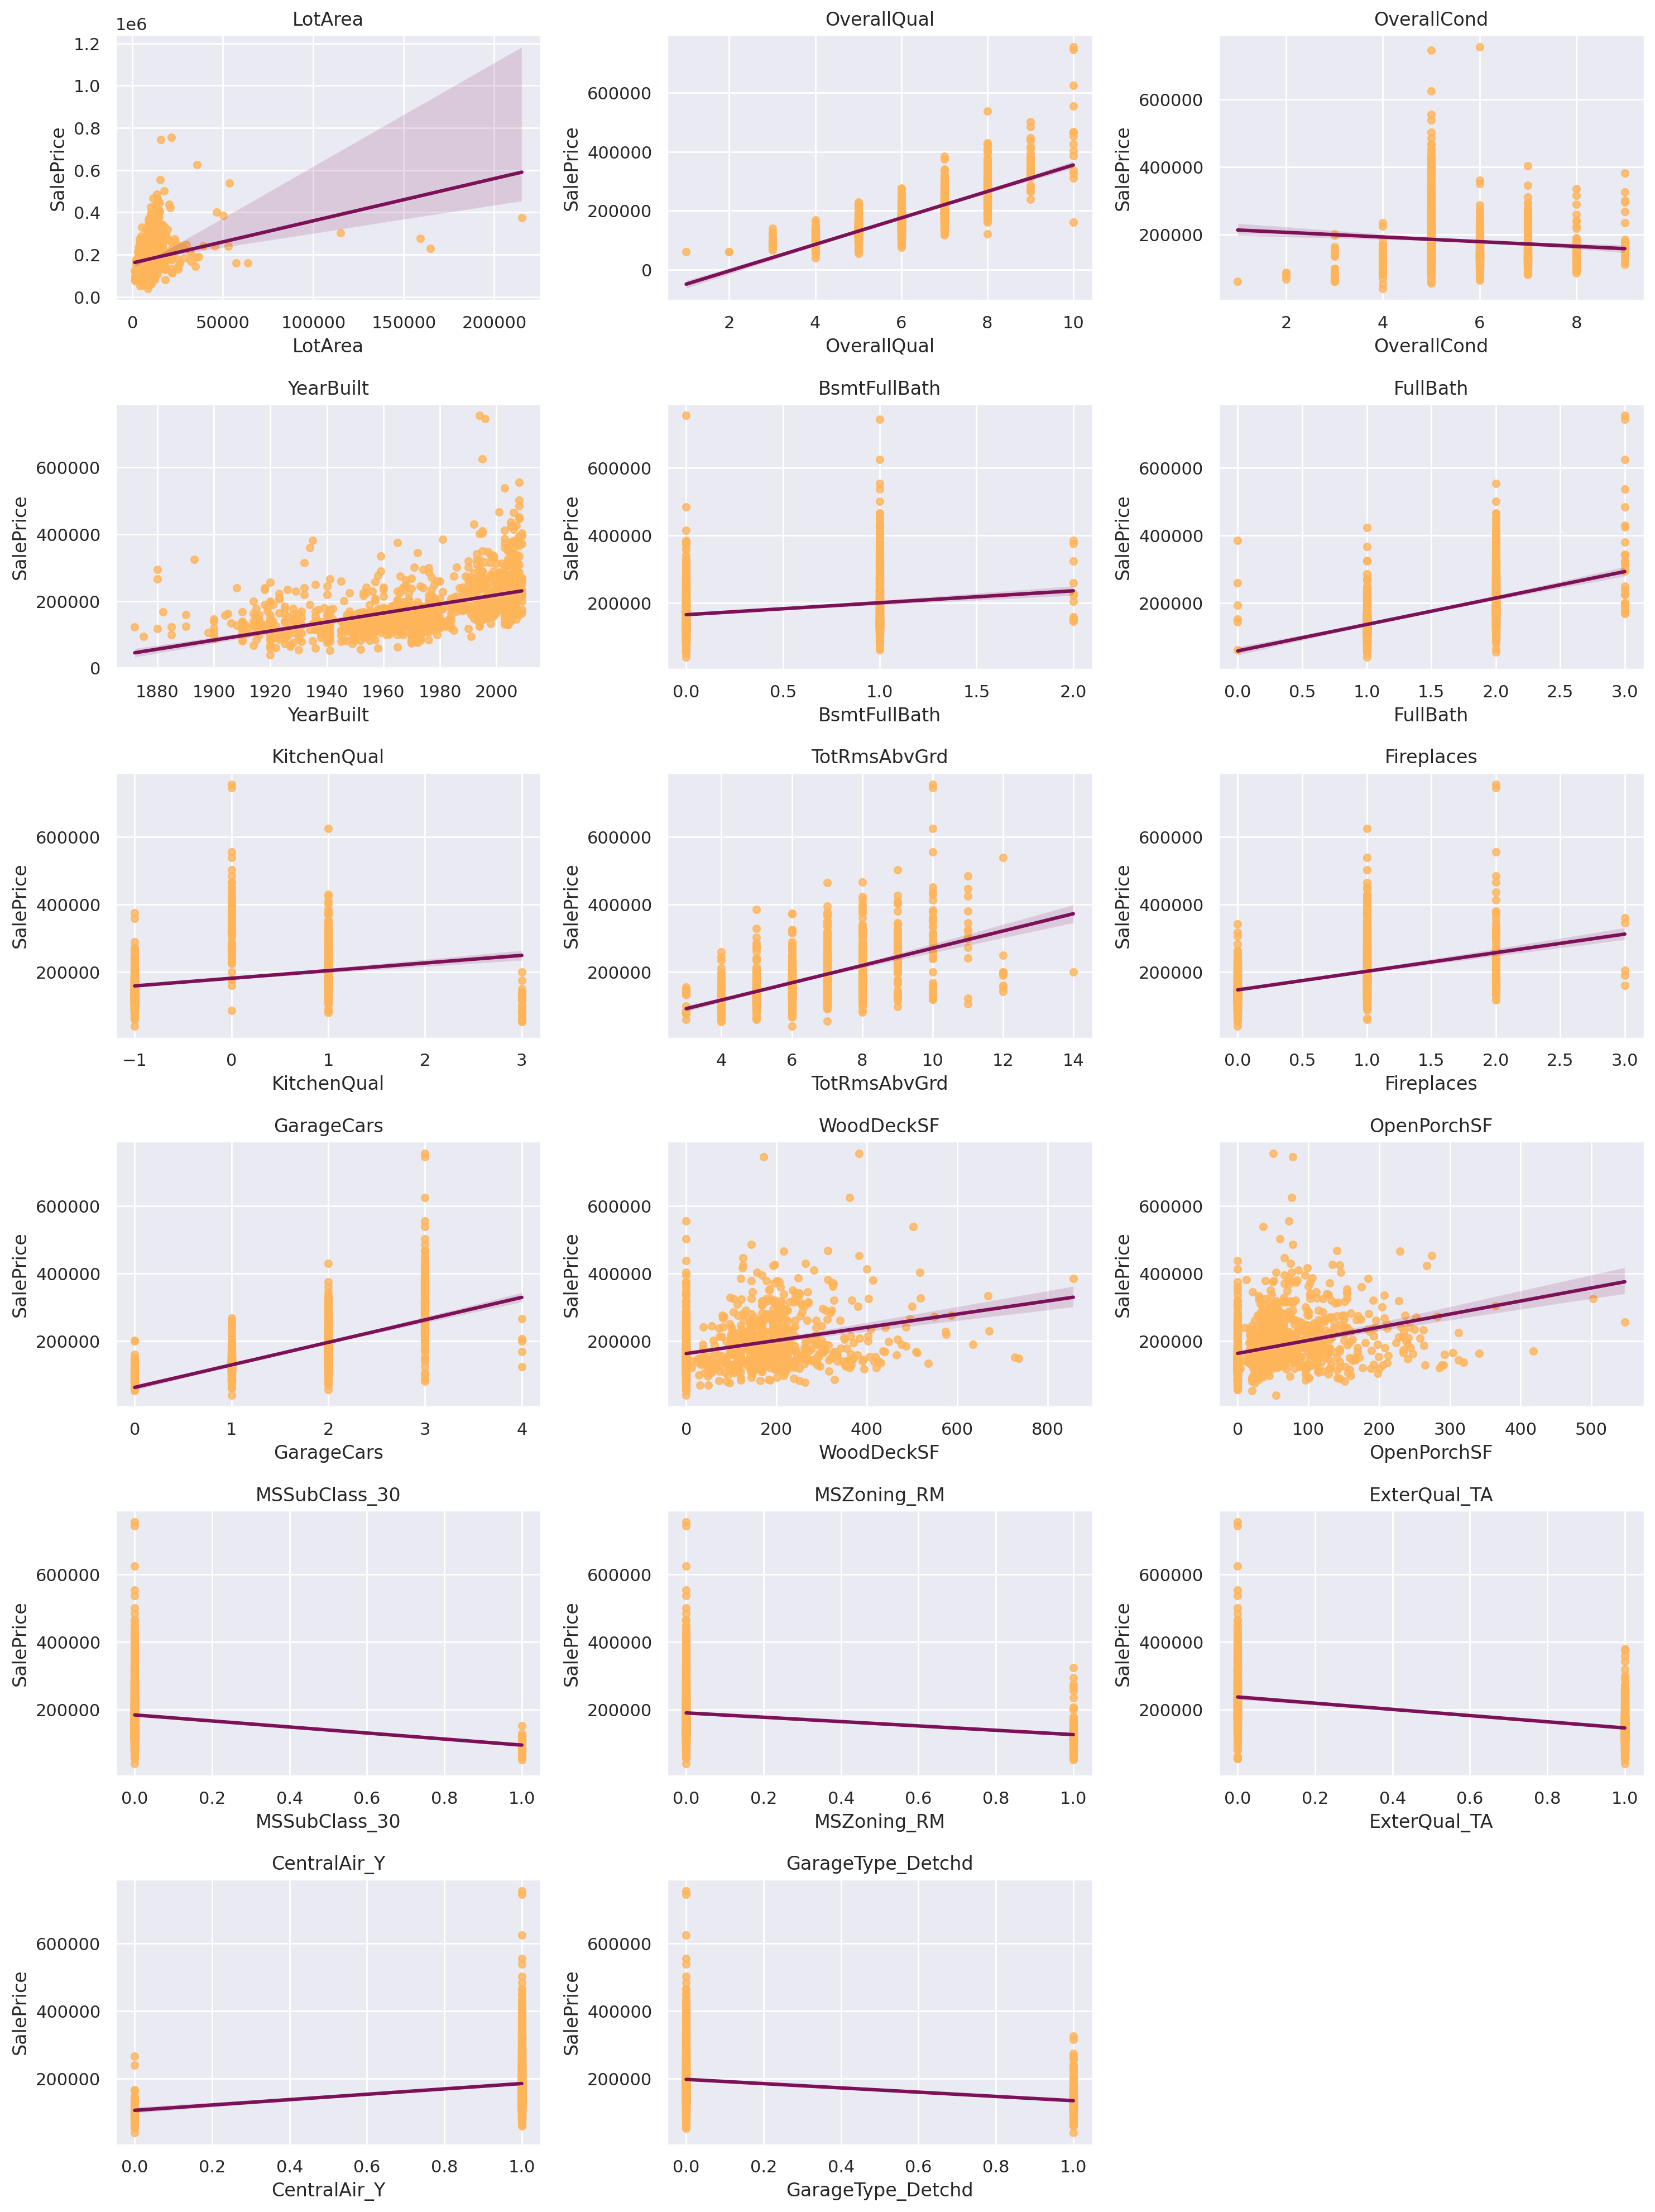 LotArea
1e6
1.2
1.0
0.8
0.6
0.4
0.2
0.0
SalePrice
0 50000 100000 150000 200000
LotArea
OverallQual
600000
400000
200000
0
SalePrice
2 4 6 8 10
OverallQual
OverallCond
600000
400000
200000
SalePrice
2 4 6 8
OverallCond
YearBuilt
600000
400000
200000
0
SalePrice
1880 1900 1920 1940 1960 1980 2000
YearBuilt
BsmtFullBath
600000
400000
200000
SalePrice
0.0 0.5 1.0 1.5 2.0
BsmtFullBath
FullBath
600000
400000
200000
SalePrice
0.0 0.5 1.0 1.5 2.0 2.5 3.0
FullBath
KitchenQual
600000
400000
200000
SalePrice
−1 0 1 2 3
KitchenQual
TotRmsAbvGrd
600000
400000
200000
SalePrice
4 6 8 10 12 14
TotRmsAbvGrd
Fireplaces
600000
400000
200000
SalePrice
0.0 0.5 1.0 1.5 2.0 2.5 3.0
Fireplaces
GarageCars
600000
400000
200000
SalePrice
0 1 2 3 4
GarageCars
WoodDeckSF
600000
400000
200000
SalePrice
0 200 400 600 800
WoodDeckSF
OpenPorchSF
600000
400000
200000
SalePrice
0 100 200 300 400 500
OpenPorchSF
MSSubClass_30
600000
400000
200000
SalePrice
0.0 0.2 0.4 0.6 0.8 1.0
MSSubClass_30
MSZoning_RM
600000
400000
200000
SalePrice
0.0 0.2 0.4 0.6 0.8 1.0
MSZoning_RM
ExterQual_TA
600000
400000
200000
SalePrice
0.0 0.2 0.4 0.6 0.8 1.0
ExterQual_TA
CentralAir_Y
600000
400000
200000
SalePrice
0.0 0.2 0.4 0.6 0.8 1.0
CentralAir_Y
GarageType_Detchd
600000
400000
200000
SalePrice
0.0 0.2 0.4 0.6 0.8 1.0
GarageType_Detchd